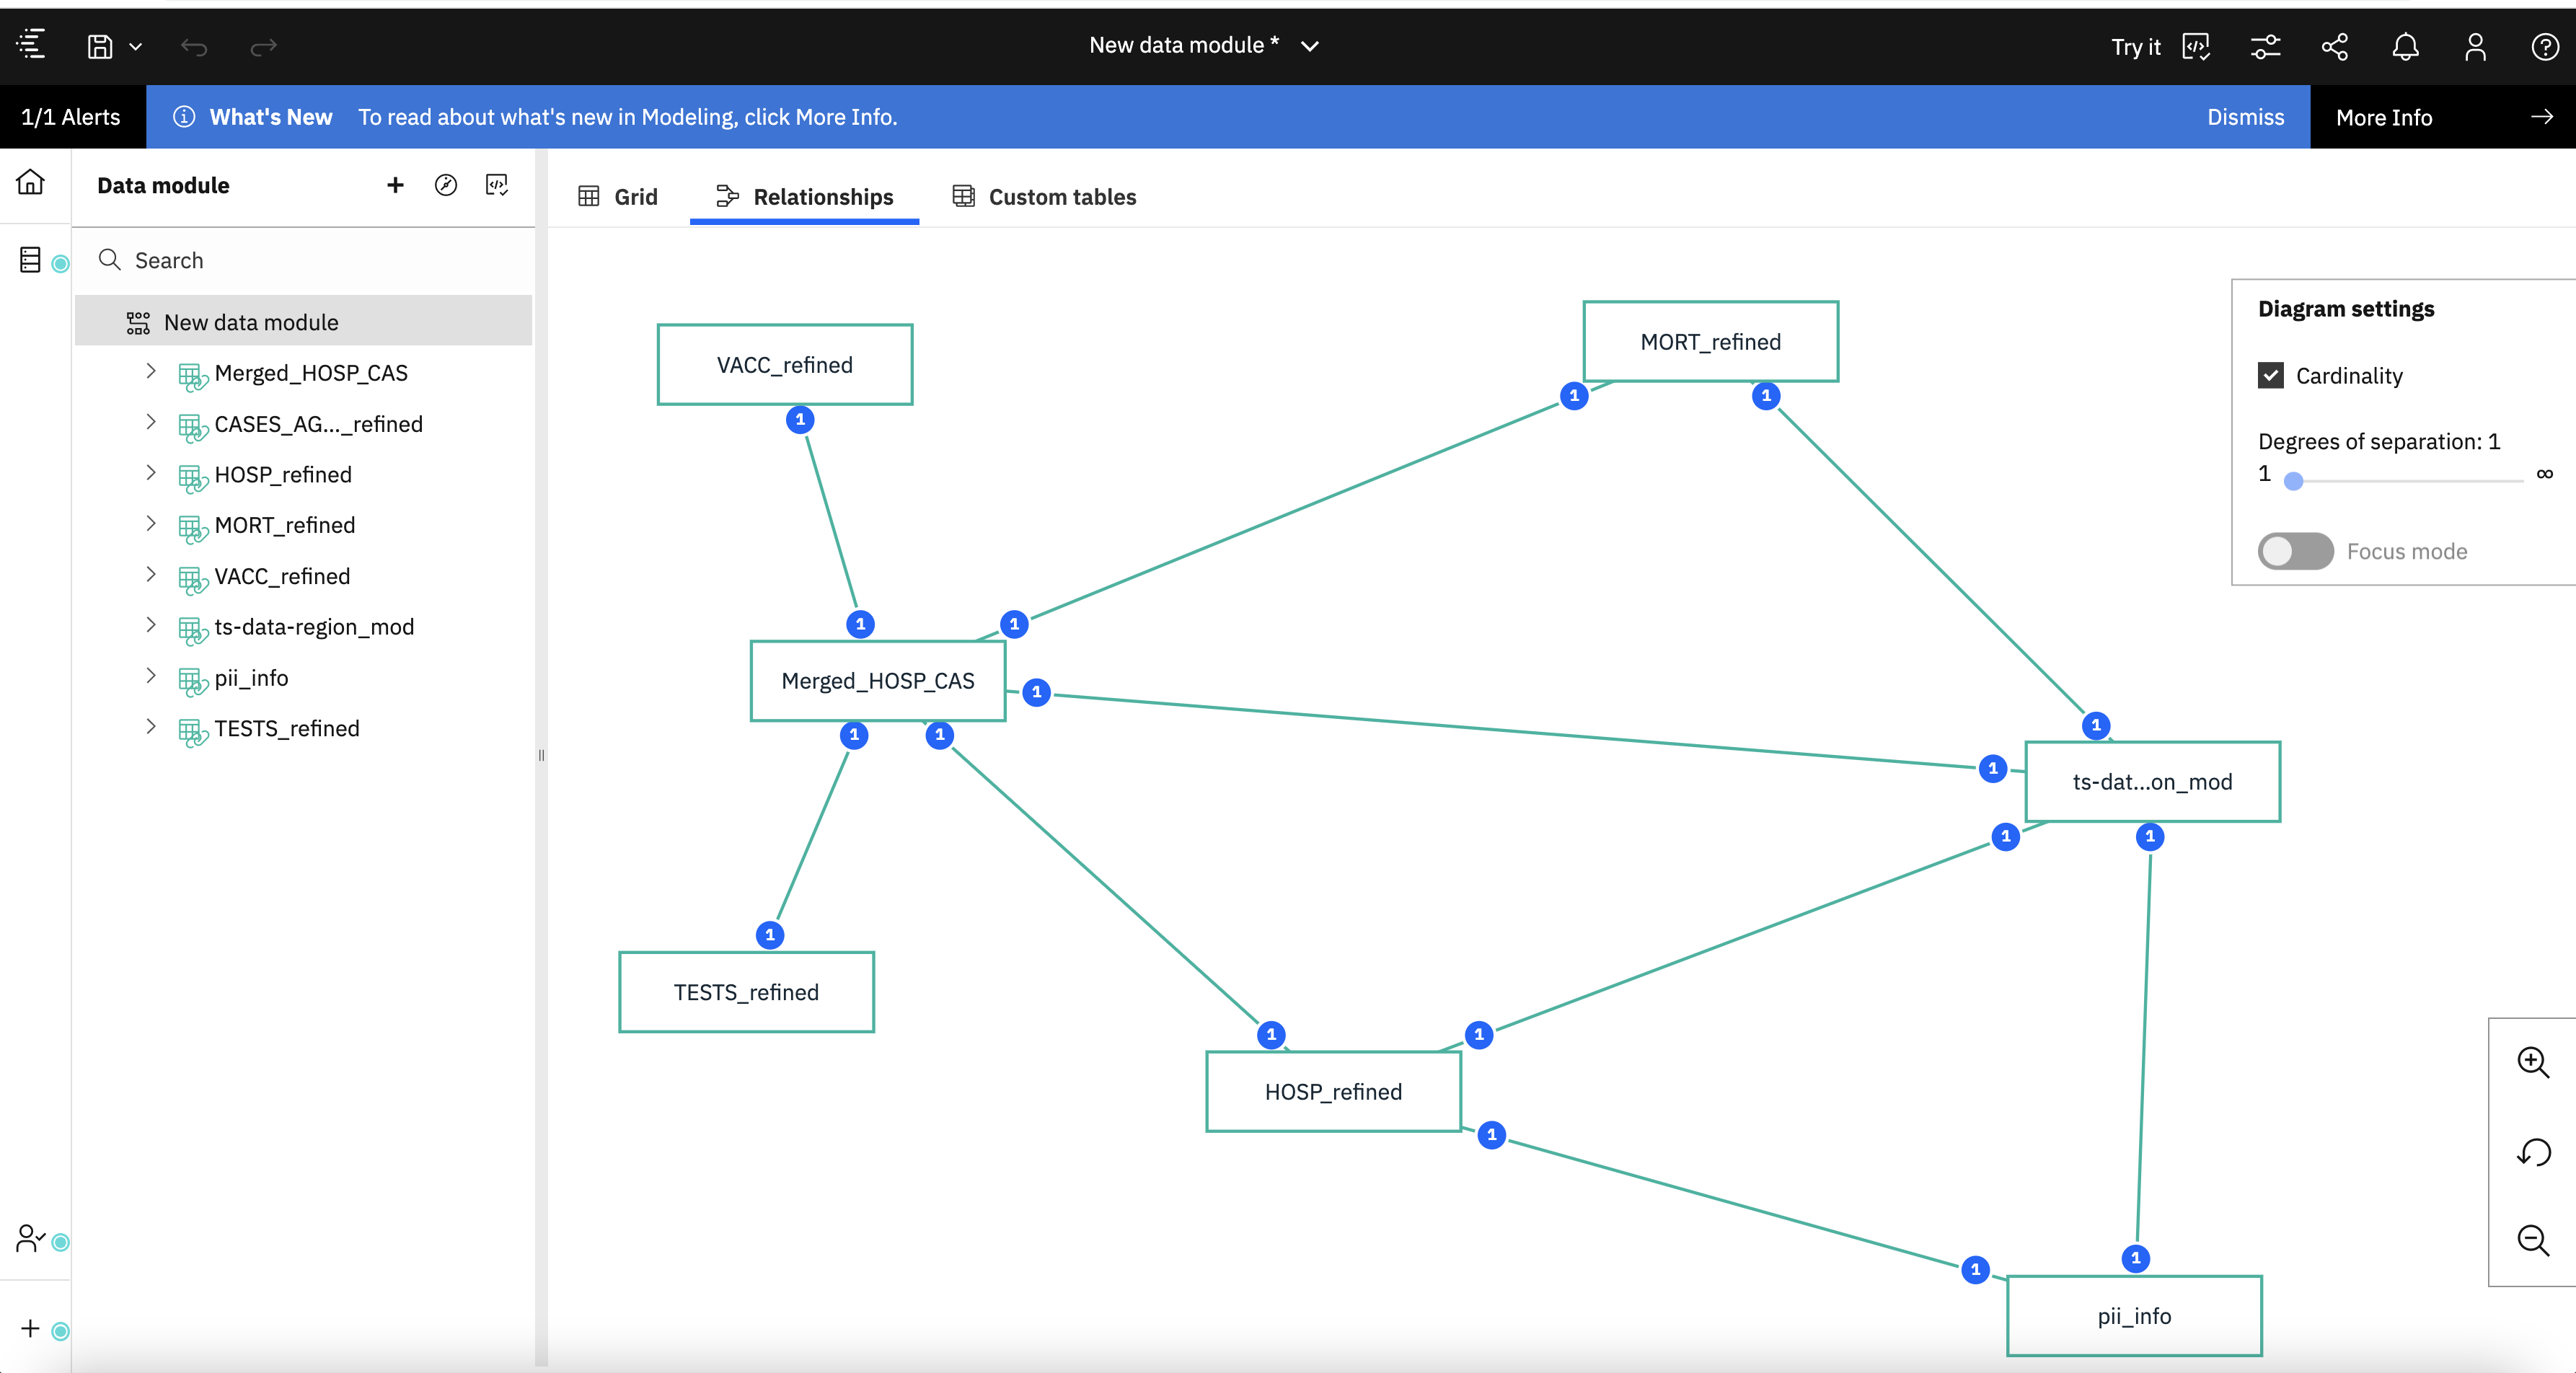 New data module *
Try it
1/1 Alerts
What's New To read about what's new in Modeling, click More Info.
Dismiss
More Info
Data module
Grid
Relationships
Custom tables
Search
New data module
Merged_HOSP_CAS
CASES_AG..._refined
HOSP_refined
MORT_refined
VACC_refined
ts-data-region_mod
pii_info
TESTS_refined
VACC_refined
1
MORT_refined
1
1
1
1
Merged_HOSP_CAS
1
1
1
1
1
ts-dat...on_mod
1
1
1
TESTS_refined
1
1
HOSP_refined
1
1
1
pii_info
Diagram settings
Cardinality
Degrees of separation: 1
1
∞
Focus mode